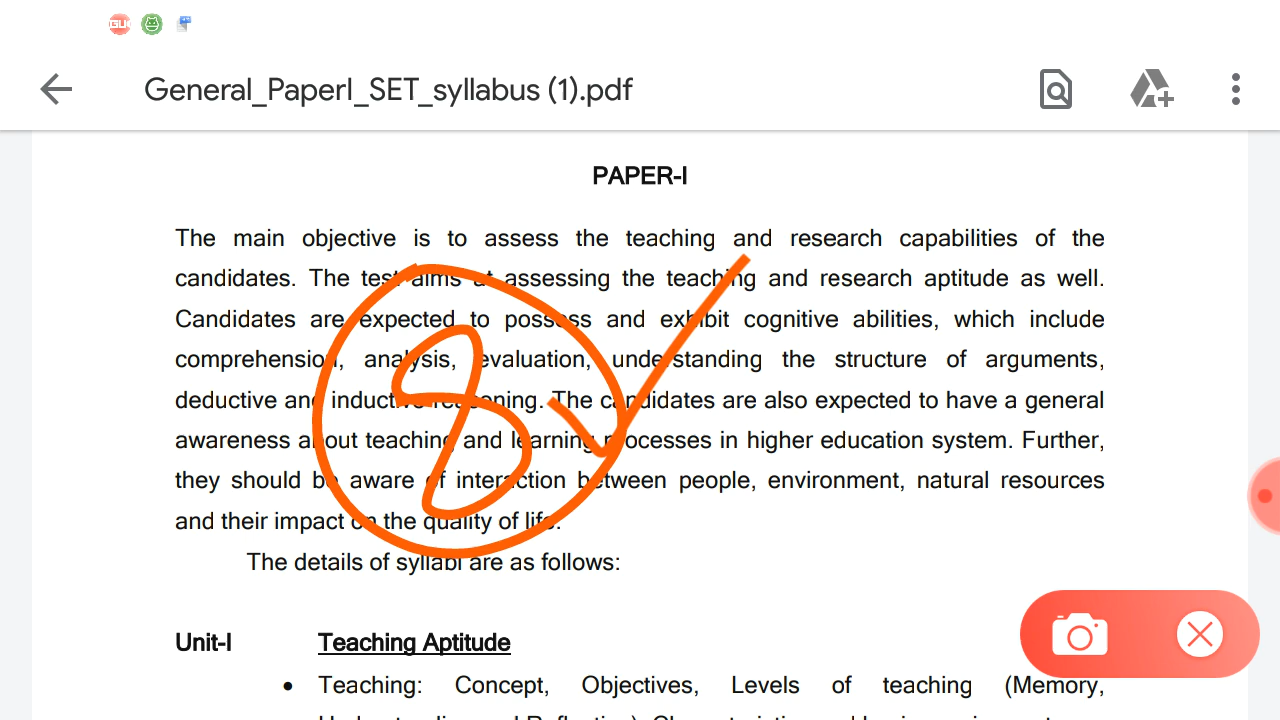 General_PaperI_SET_syllabus (1).pdf
PAPER-I
The main objective is to assess the teaching and research capabilities of the
candidates. The test aims at assessing the teaching and research aptitude as well.
Candidates are expected to possess and exhibit cognitive abilities, which include
comprehension, analysis, evaluation, understanding the structure of arguments,
deductive and inductive reasoning. The candidates are also expected to have a general
awareness about teaching and learning processes in higher education system. Further,
they should be aware of interaction between people, environment, natural resources
and their impact on the quality of life.
The details of syllabi are as follows:
8
Unit-I Teaching Aptitude
• Teaching: Concept, Objectives, Levels of teaching (Memory,